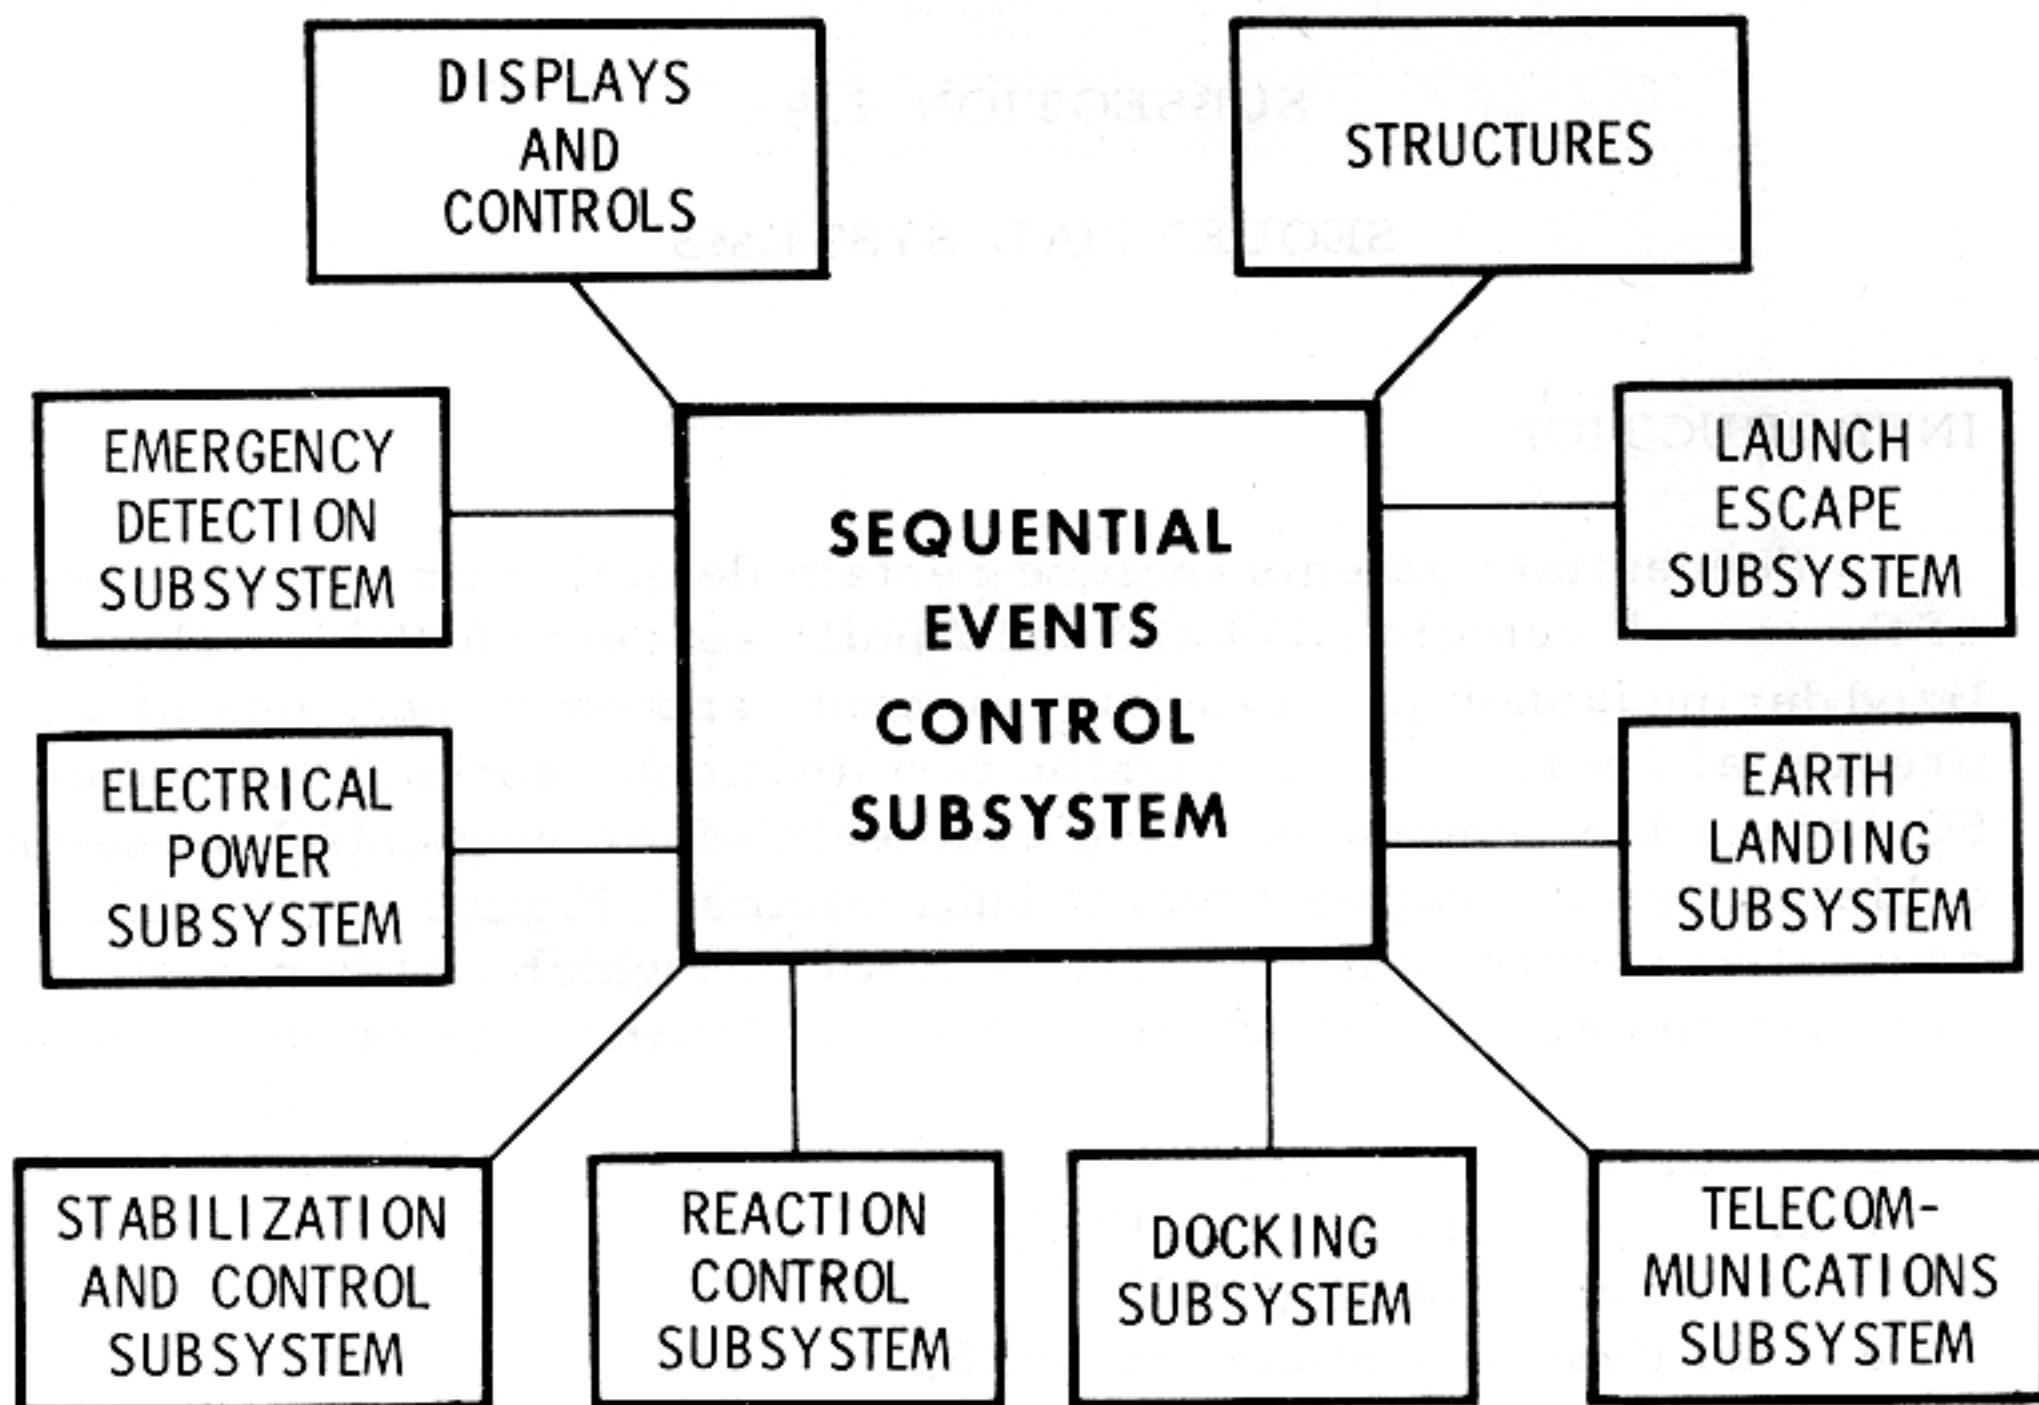 DISPLAYS
AND
CONTROLS
STRUCTURES
EMERGENCY
DETECTION
SUBSYSTEM
SEQUENTIAL
EVENTS
CONTROL
SUBSYSTEM
LAUNCH
ESCAPE
SUBSYSTEM
ELECTRICAL
POWER
SUBSYSTEM
EARTH
LANDING
SUBSYSTEM
STABILIZATION
AND CONTROL
SUBSYSTEM
REACTION
CONTROL
SUBSYSTEM
DOCKING
SUBSYSTEM
TELECOM-
MUNICATIONS
SUBSYSTEM